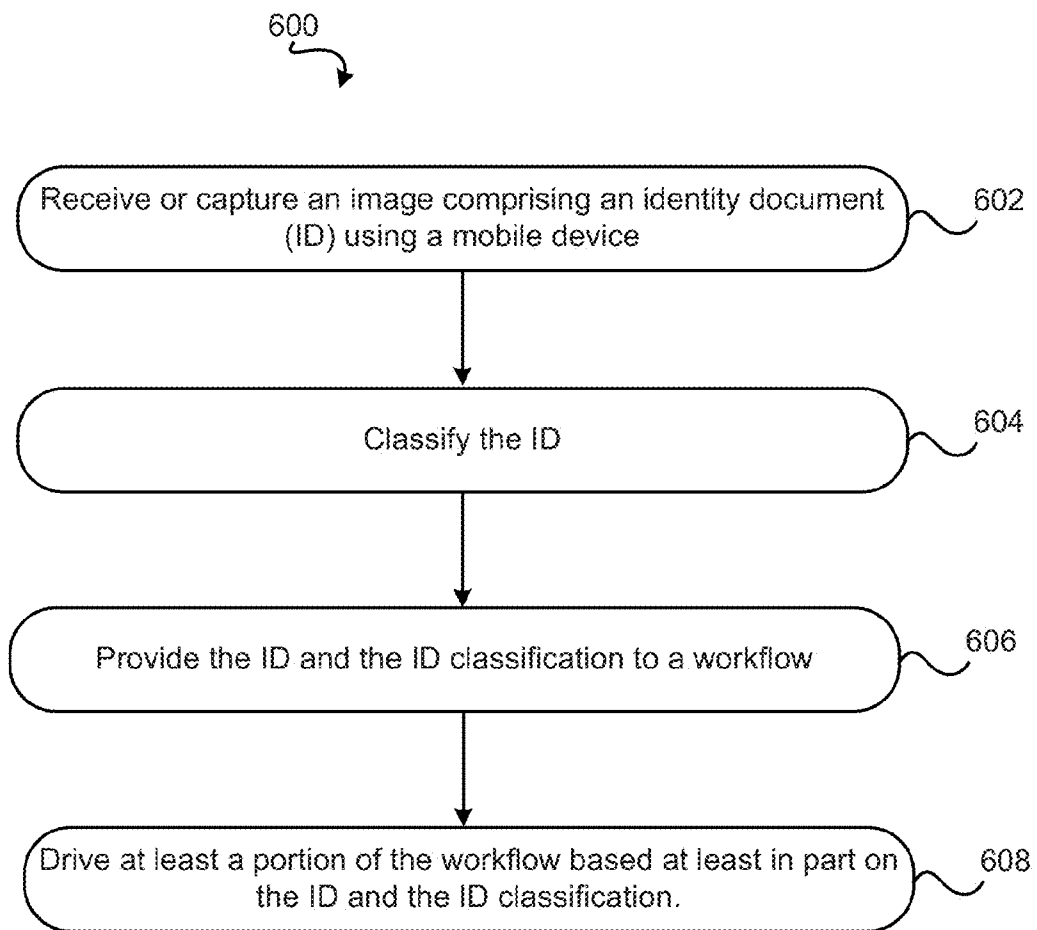 600
Receive or capture an image comprising an identity document
(ID) using a mobile device
602
Classify the ID
604
Provide the ID and the ID classification to a workflow
606
Drive at least a portion of the workflow based at least in part on
the ID and the ID classification.
608